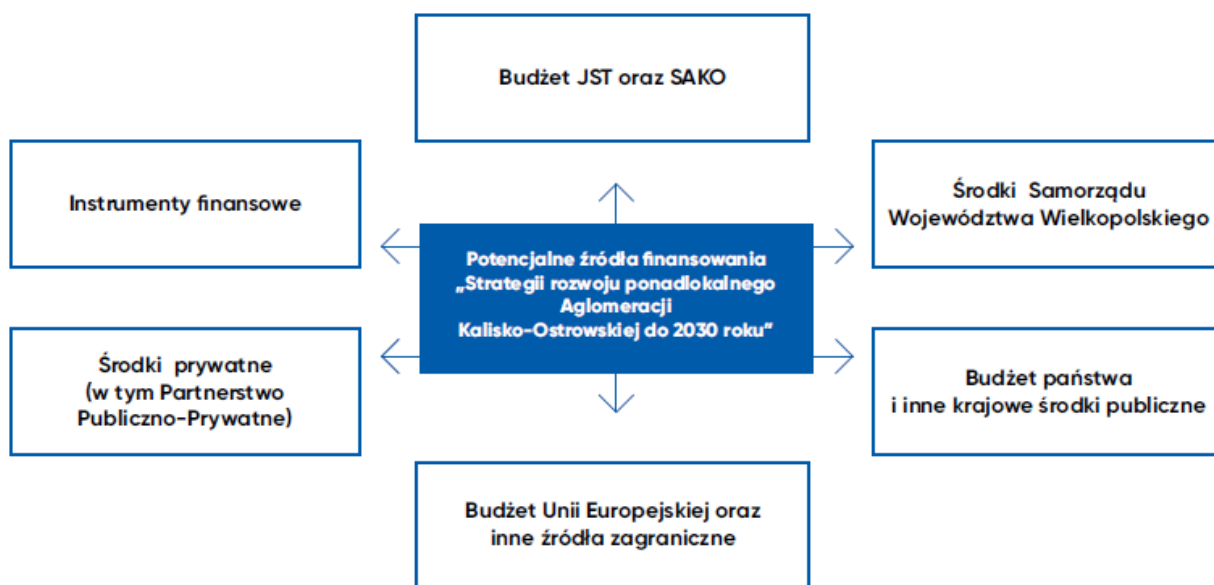 Budżet JST oraz SAKO
Instrumenty finansowe
Środki Samorządu
Województwa Wielkopolskiego
Potencjalne źródła finansowania
„Strategii rozwoju ponadlokalnego
Aglomeracji
Kalisko-Ostrowskiej do 2030 roku”
Środki prywatne
(w tym Partnerstwo
Publiczno-Prywatne)
Budżet państwa
i inne krajowe środki publiczne
Budżet Unii Europejskiej oraz
inne źródła zagraniczne